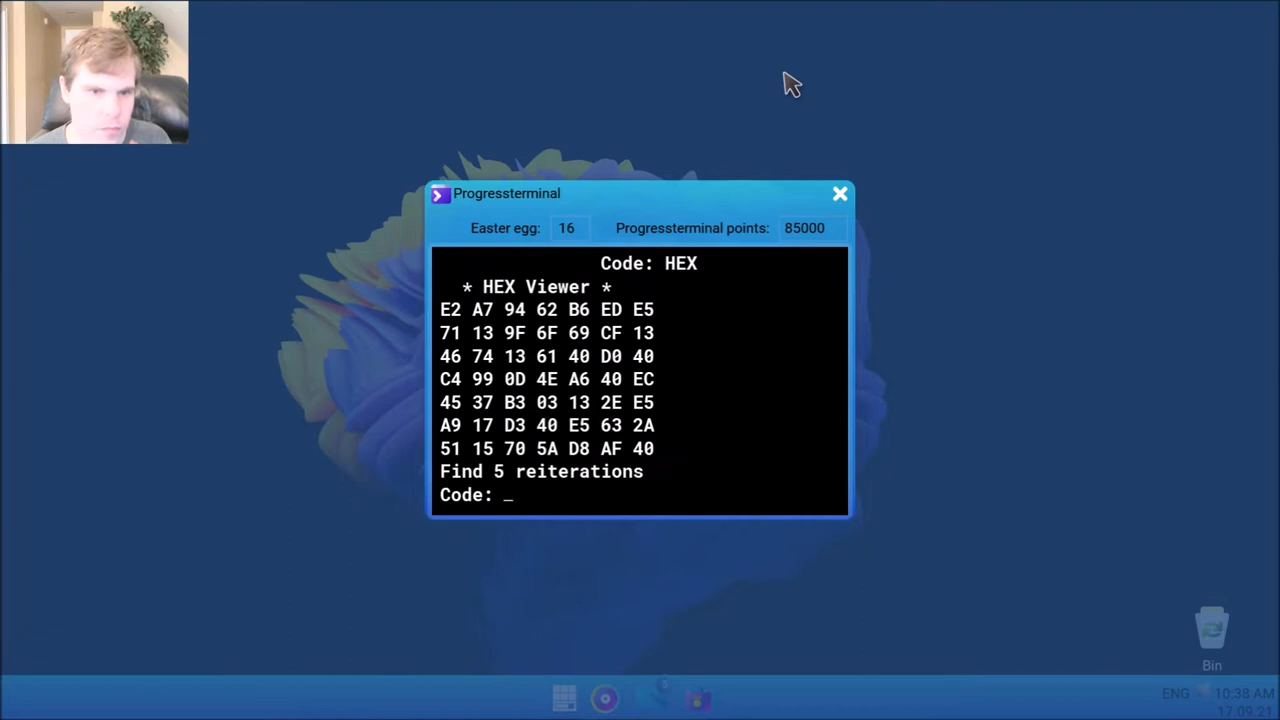 Progressterminal
Easter egg: 16 Progressterminal points: 85000
Code: HEX
* HEX Viewer *
E2 A7 94 62 B6 ED E5
71 13 9F 6F 69 CF 13
46 74 13 61 40 D0 40
C4 99 0D 4E A6 40 EC
45 37 B3 03 13 2E E5
A9 17 D3 40 E5 63 2A
51 15 70 5A D8 AF 40
Find 5 reiterations
Code: _
Bin
ENG 10:38 AM
17.09.21